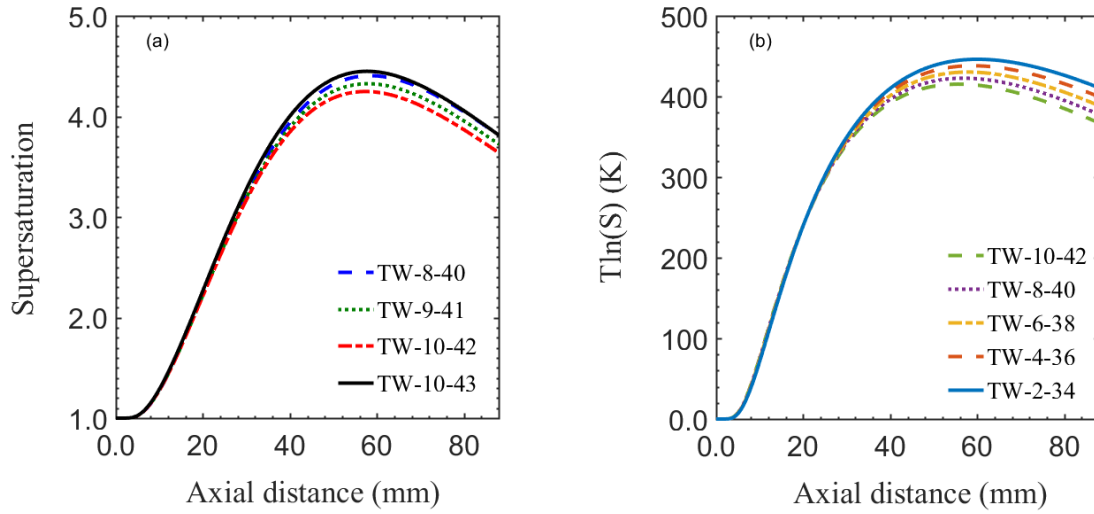 (a)
Supersaturation
5.0
4.0
3.0
2.0
1.0
TW-8-40
TW-9-41
TW-10-42
TW-10-43
0.0 20 40 60 80
Axial distance (mm)
(b)
Tln(S) (K)
500
400
300
200
100
0.0
TW-10-42
TW-8-40
TW-6-38
TW-4-36
TW-2-34
0.0 20 40 60 80
Axial distance (mm)